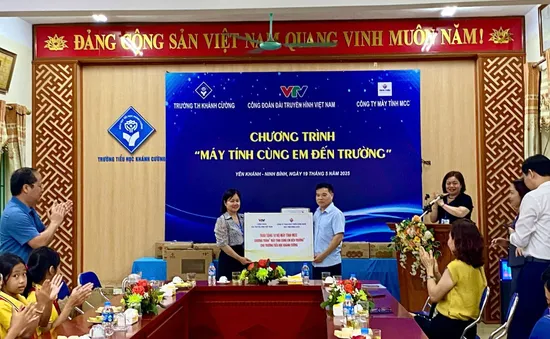 ĐẢNG CỘNG SẢN VIỆT NAM QUANG VINH MUÔN NĂM!
TRƯỜNG TH KHÁNH CƯỜNG
VTV
CÔNG ĐOÀN ĐÀI TRUYỀN HÌNH VIỆT NAM
CÔNG TY MÁY TÍNH MCC
CHƯƠNG TRÌNH
"MÁY TÍNH CÙNG EM ĐẾN TRƯỜNG"
YÊN KHÁNH - NINH BÌNH, NGÀY 19 THÁNG 5 NĂM 2025
TRƯỜNG TIỂU HỌC KHÁNH CƯỜNG
VTV